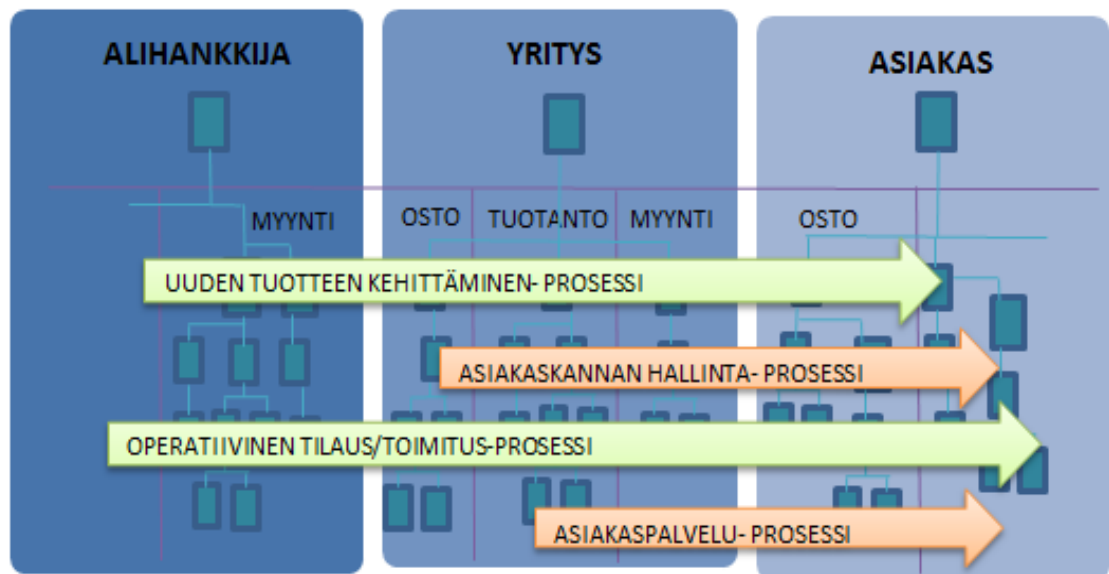 ALIHANKKIJA
YRITYS
ASIAKAS
MYYNTI
OSTO
TUOTANTO
MYYNTI
OSTO
UUDEN TUOTTEEN KEHITTÄMINEN- PROSESSI
ASIAKASKANNAN HALLINTA- PROSESSI
OPERATIIVINEN TILAUS/TOIMITUS-PROSESSI
ASIAKASPALVELU- PROSESSI